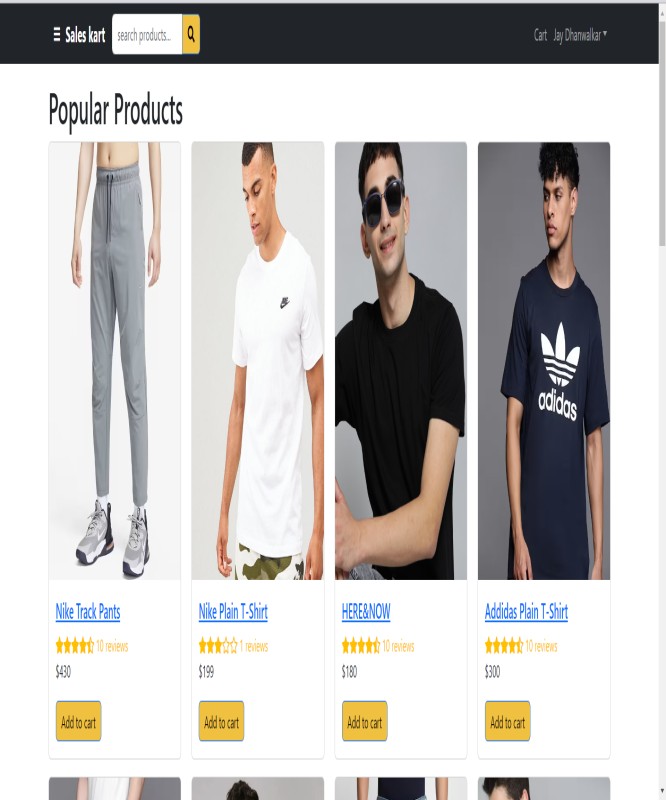 ☰ Sales kart search products... Cart Jay Dhanwalkar
Popular Products
adidas
Nike Track Pants Nike Plain T-Shirt HERE&NOW Addidas Plain T-Shirt
10 reviews 1 reviews 10 reviews 10 reviews
$430 $199 $180 $300
Add to cart Add to cart Add to cart Add to cart